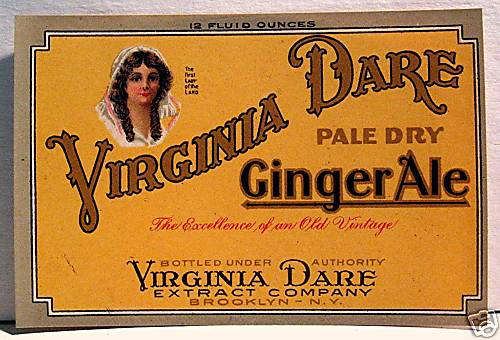 12 FLUID OUNCES
The
First
LADY
of the
LAND
VIRGINIA DARE
PALE DRY
Ginger Ale
The Excellence of an Old Vintage
BOTTLED UNDER AUTHORITY
VIRGINIA DARE
EXTRACT COMPANY
BROOKLYN - N.Y.